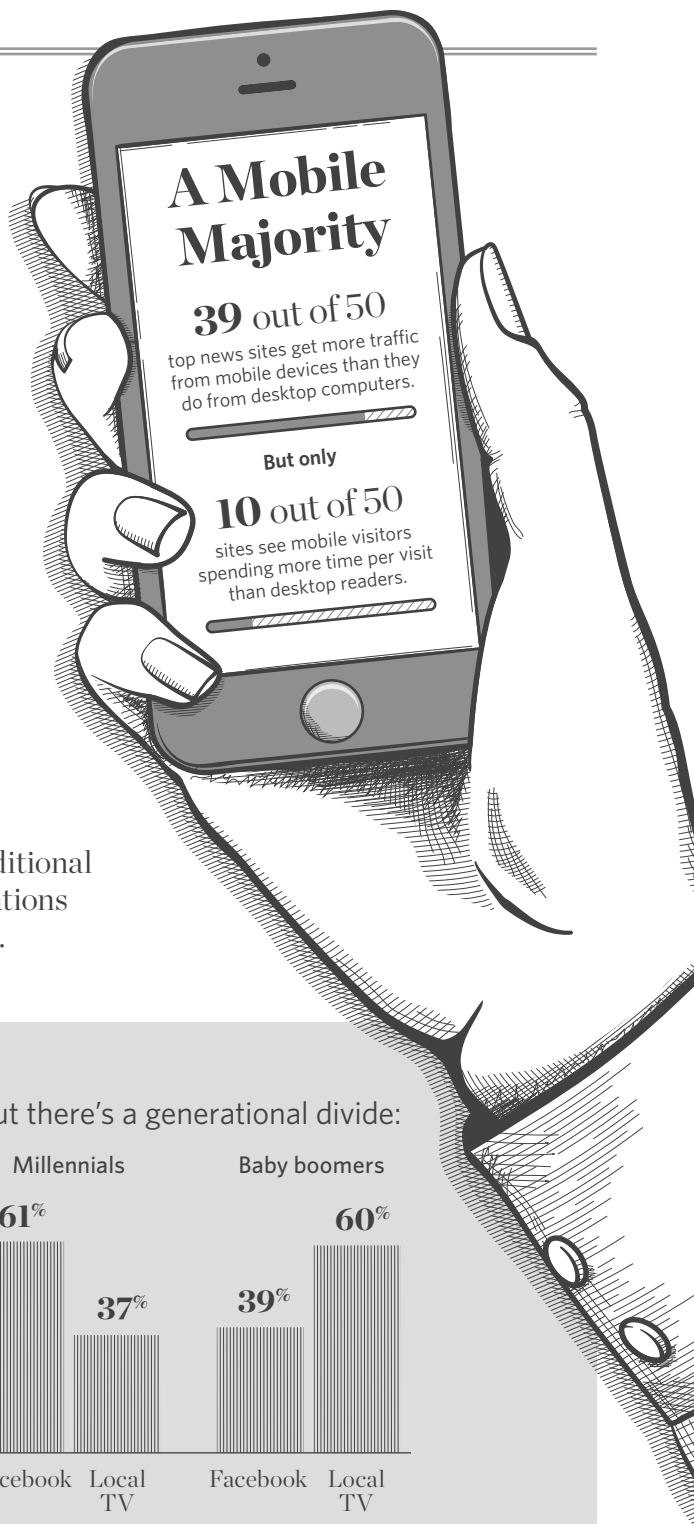 A Mobile
Majority
39 out of 50
top news sites get more traffic
from mobile devices than they
do from desktop computers.
But only
10 out of 50
sites see mobile visitors
spending more time per visit
than desktop readers.
ditional
tions
.
ut there's a generational divide:
Millennials
Baby boomers
61%
37%
39%
60%
cebook
Local
TV
Facebook
Local
TV